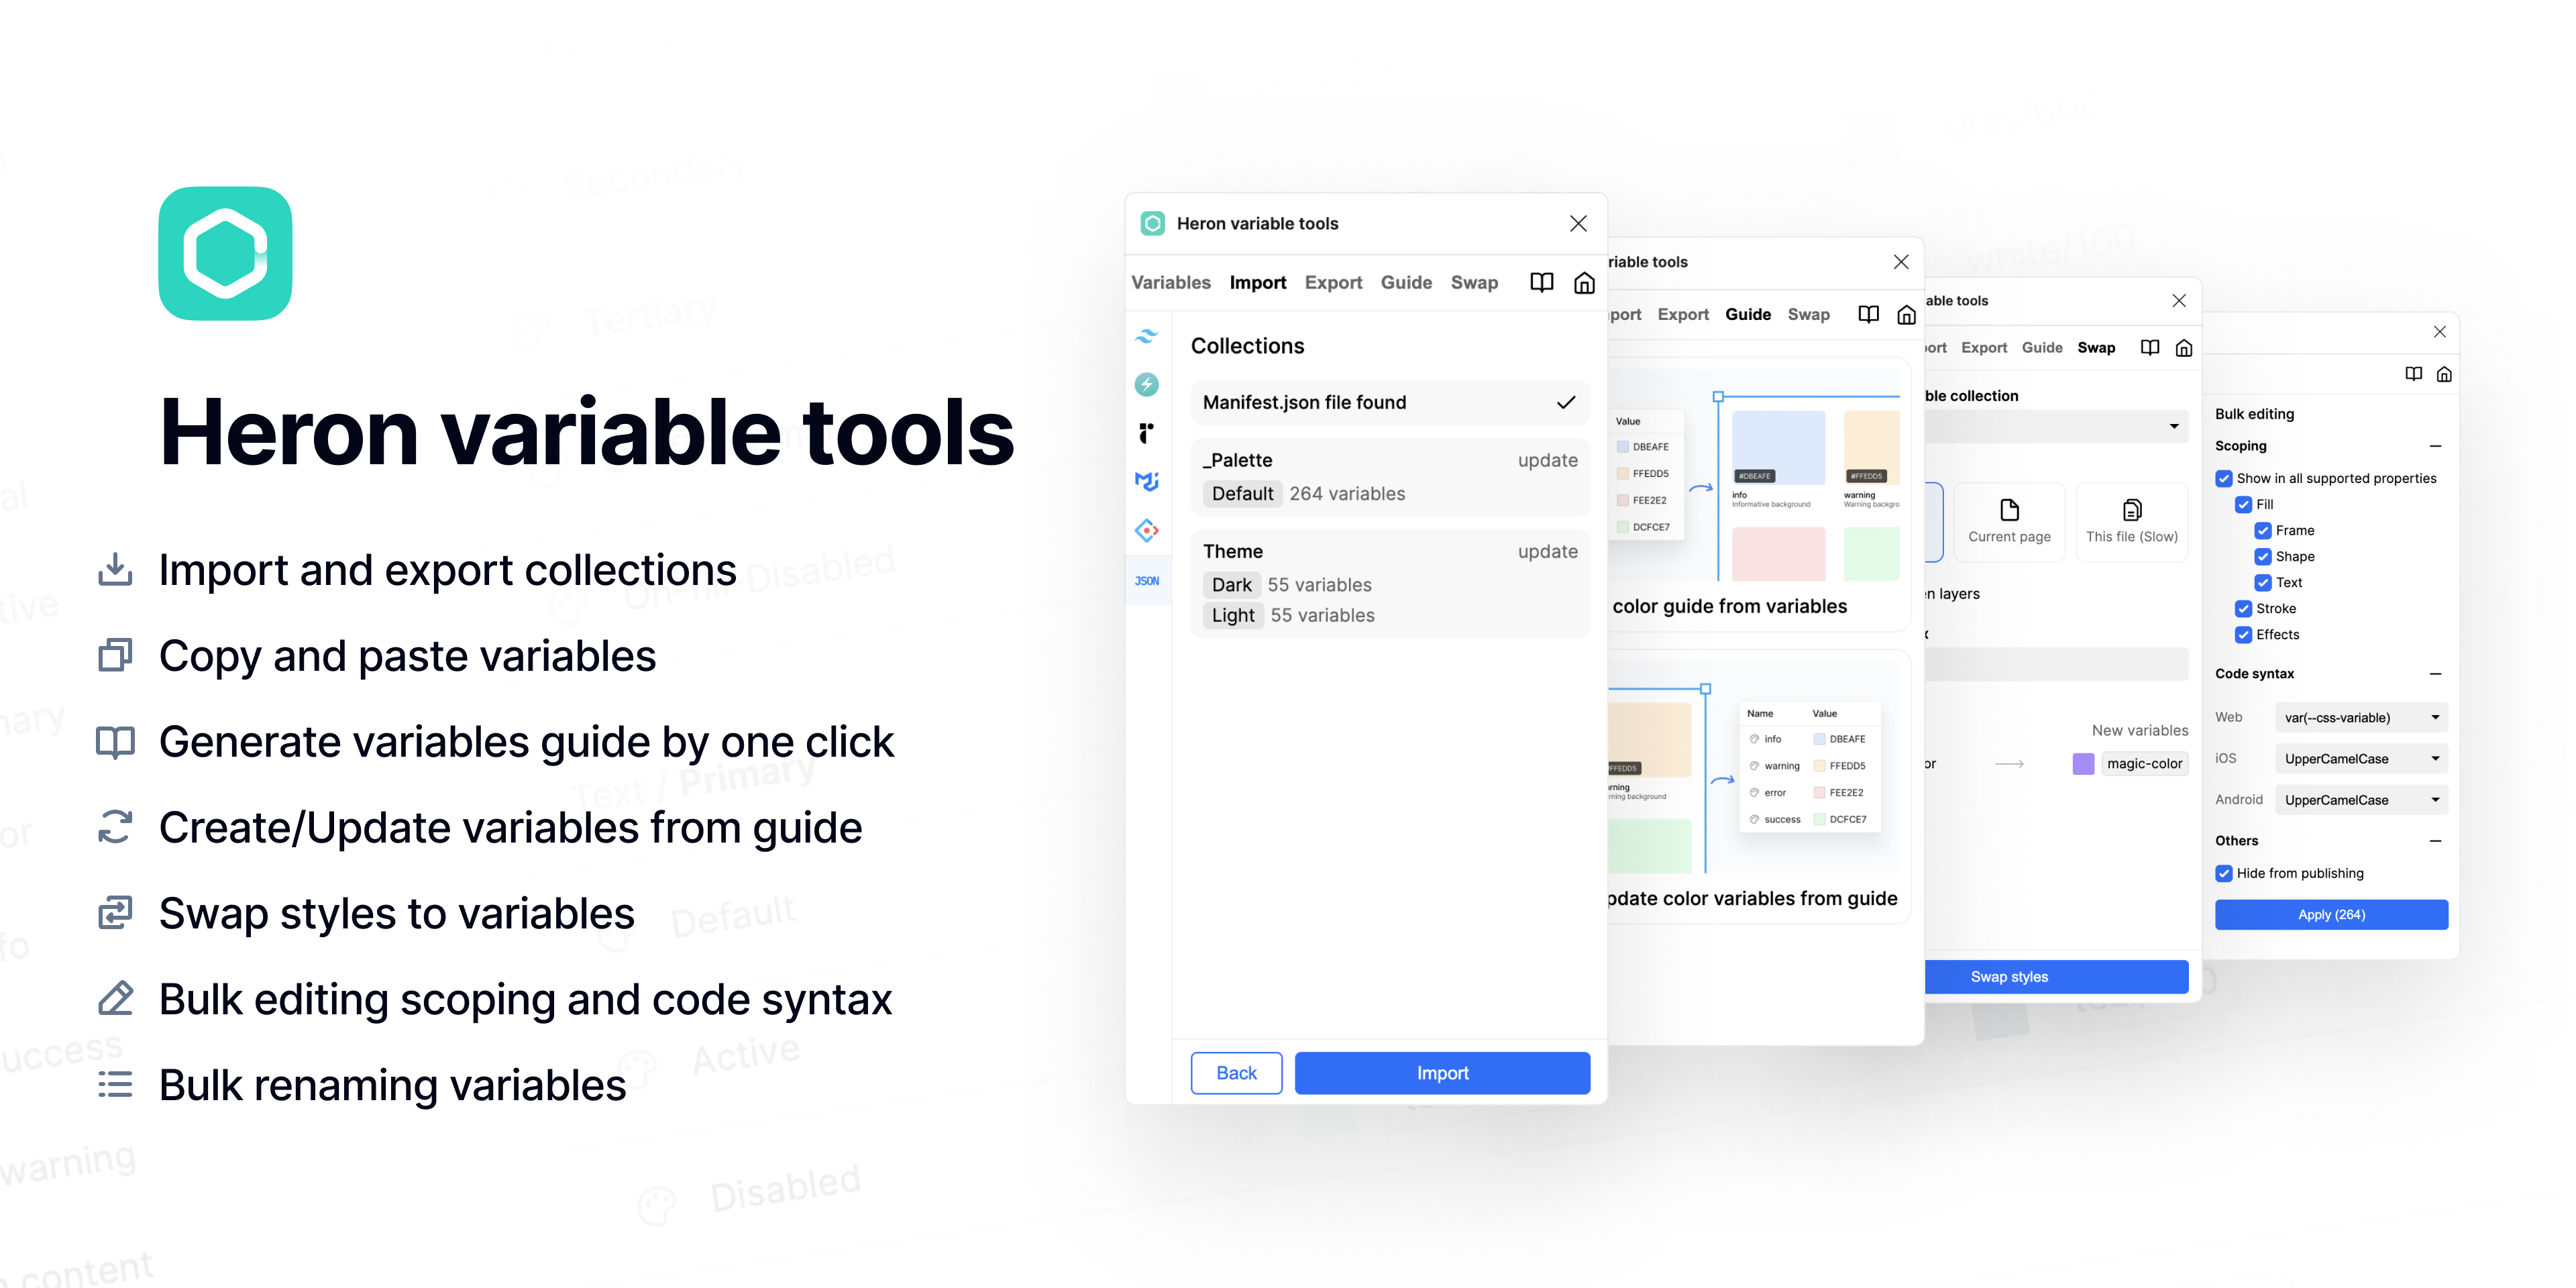 Heron variable tools
Import and export collections
Copy and paste variables
Generate variables guide by one click
Create/Update variables from guide
Swap styles to variables
Bulk editing scoping and code syntax
Bulk renaming variables
Secondary
Tertiary
On-fill Disabled
Text / Primary
Default
Active
Disabled
warning
content
gray/600
white/100
Heron variable tools
Variables Import Export Guide Swap
JSON
Collections
Manifest.json file found
_Palette update
Default 264 variables
Theme update
Dark 55 variables
Light 55 variables
Back Import
riable tools
port Export Guide Swap
Value
DBEAFE
FFEDD5
FEE2E2
DCFCE7
#DBEAFE
#FFEDD5
info
Informative background
warning
Warning backgro
color guide from variables
FFEDD5
rning
rning background
Name Value
info DBEAFE
warning FFEDD5
error FEE2E2
success DCFCE7
pdate color variables from guide
able tools
ort Export Guide Swap
ble collection
Current page
This file (Slow)
en layers
New variables
or magic-color
Swap styles
Bulk editing
Scoping
Show in all supported properties
Fill
Frame
Shape
Text
Stroke
Effects
Code syntax
Web var(--css-variable)
iOS UpperCamelCase
Android UpperCamelCase
Others
Hide from publishing
Apply (264)